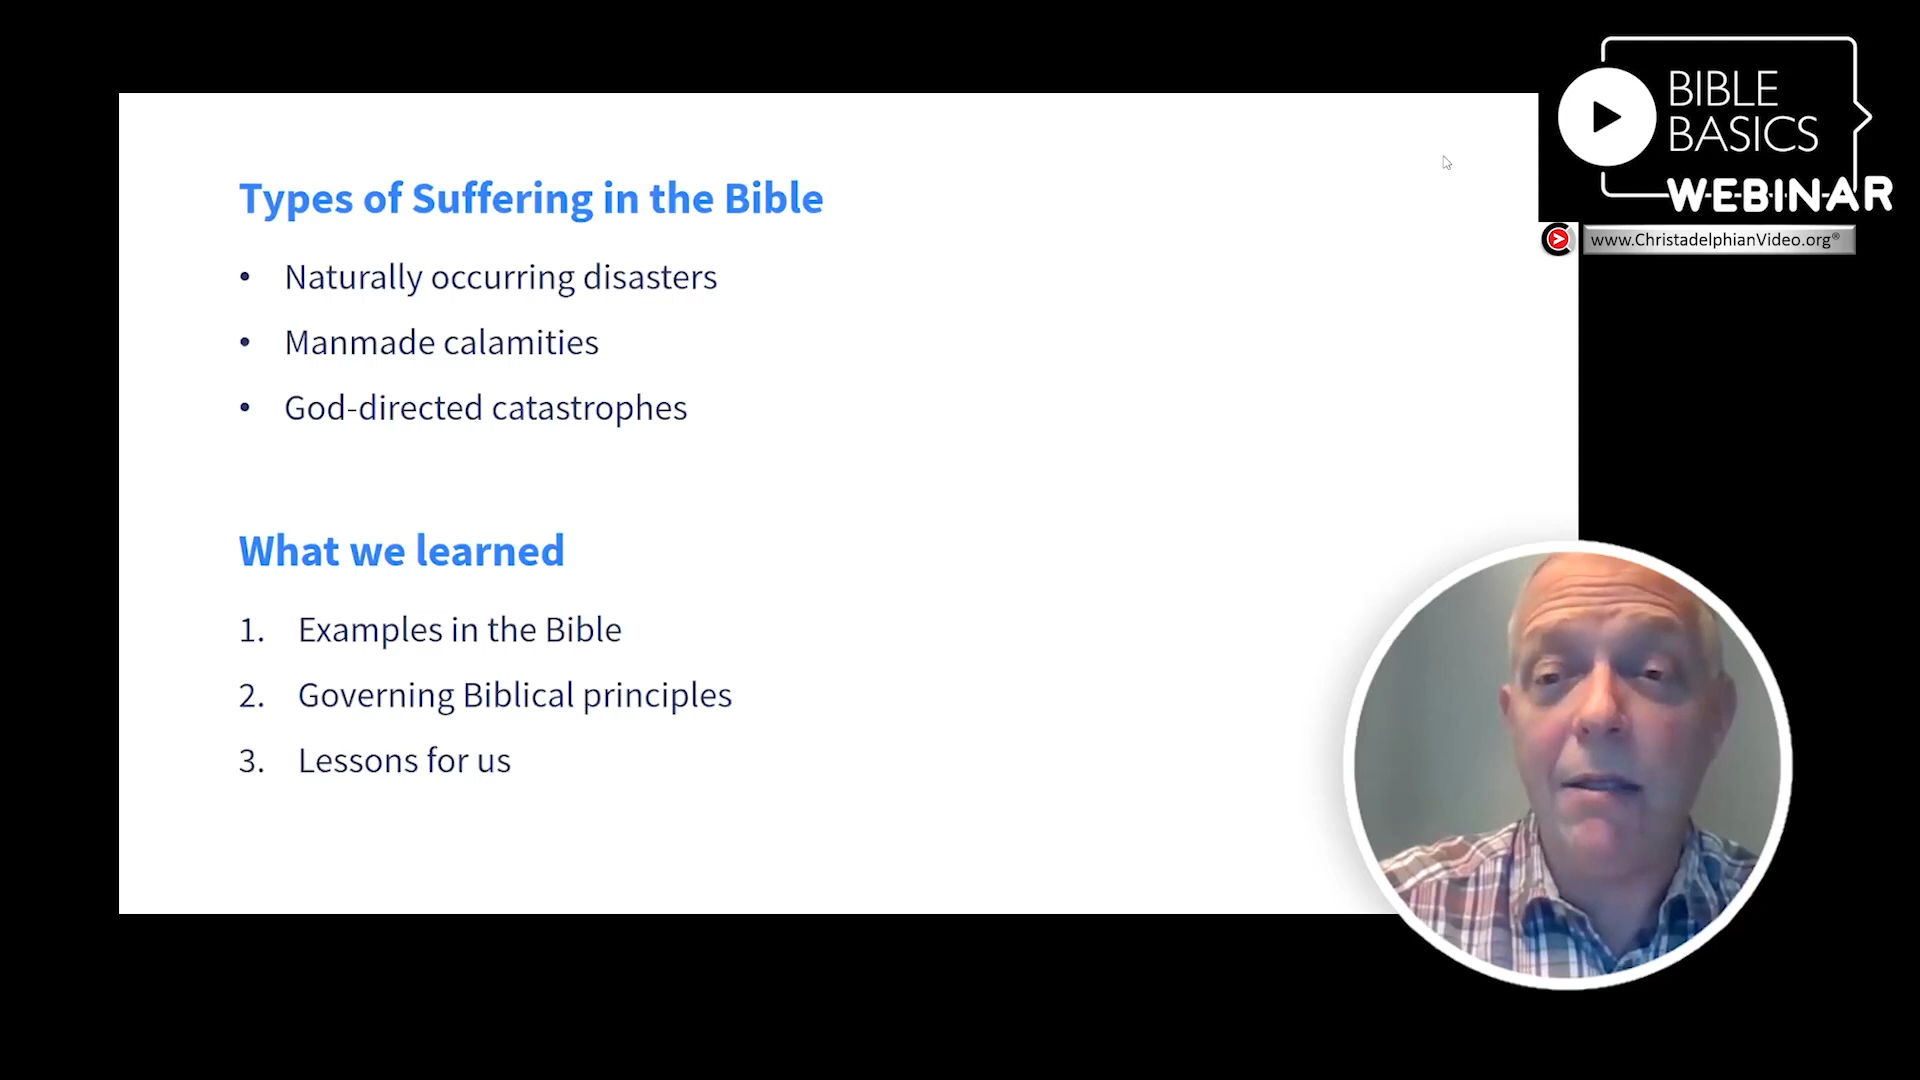 BIBLE
BASICS
WEBINAR
www.ChristadelphianVideo.org®
Types of Suffering in the Bible
• Naturally occurring disasters
• Manmade calamities
• God-directed catastrophes
What we learned
1. Examples in the Bible
2. Governing Biblical principles
3. Lessons for us